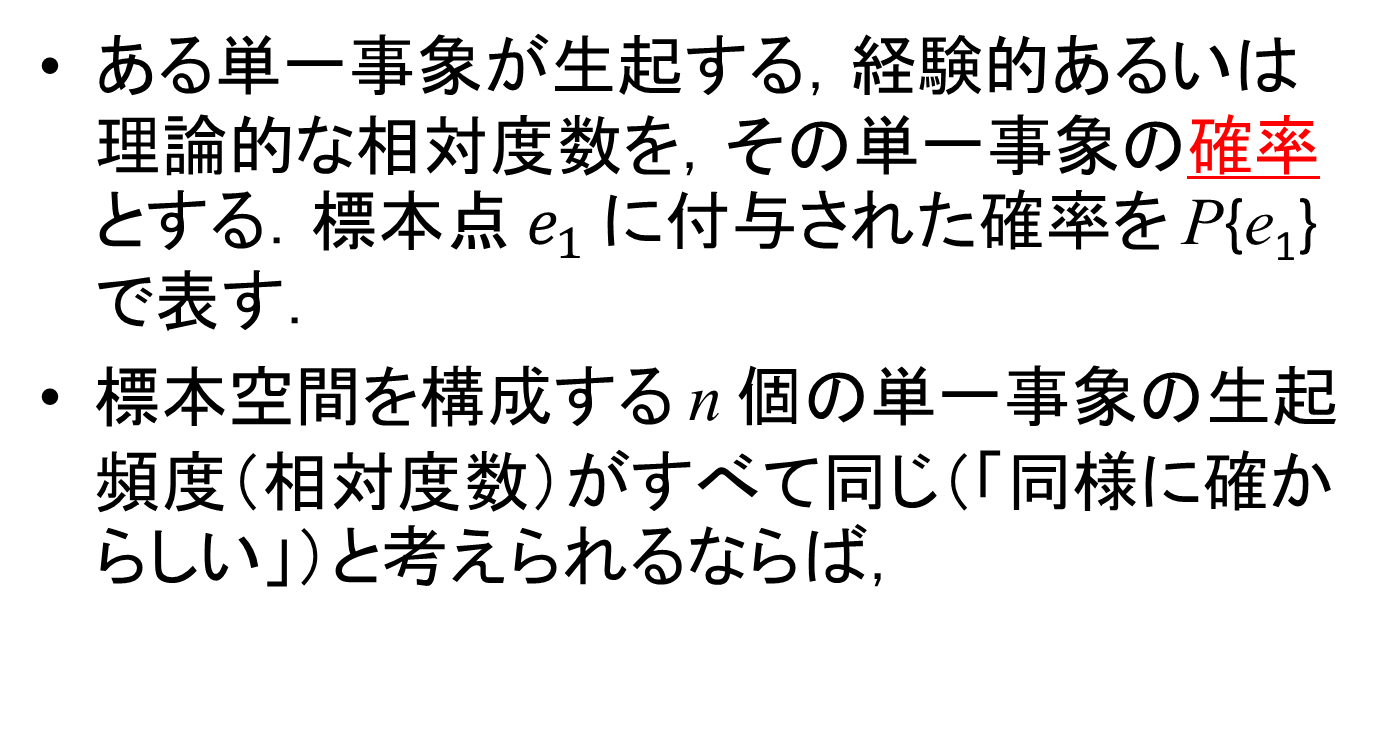 • ある単一事象が生起する，経験的あるいは
理論的な相対度数を，その単一事象の確率
とする．標本点 e₁ に付与された確率を P{e₁}
で表す．
• 標本空間を構成する n 個の単一事象の生起
頻度（相対度数）がすべて同じ（「同様に確か
らしい」）と考えられるならば，